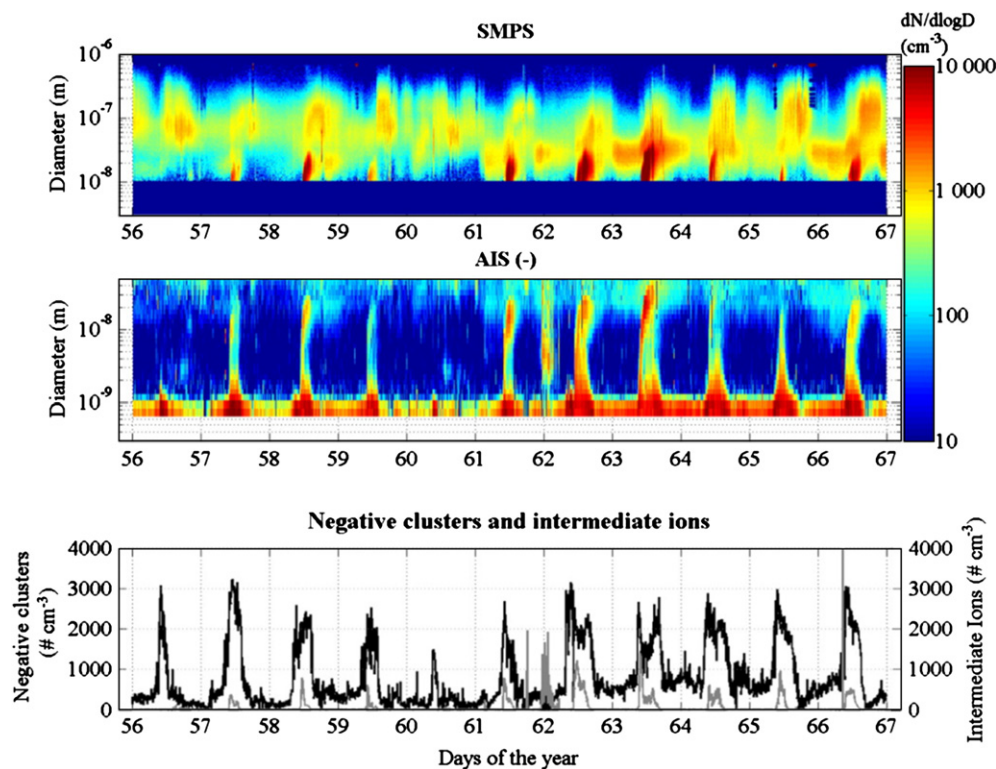 SMPS
dN/dlogD
(cm-3)
10-6
10-7
10-8
Diameter (m)
56 57 58 59 60 61 62 63 64 65 66 67
10 000
1 000
100
10
AIS (-)
10-8
10-9
Diameter (m)
56 57 58 59 60 61 62 63 64 65 66 67
Negative clusters and intermediate ions
4000
3000
2000
1000
0
Negative clusters
(# cm-3)
4000
3000
2000
1000
0
Intermediate Ions (# cm-3)
56 57 58 59 60 61 62 63 64 65 66 67
Days of the year